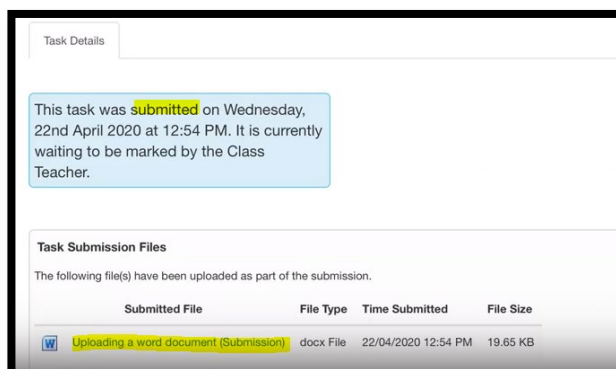 Task Details
This task was submitted on Wednesday,
22nd April 2020 at 12:54 PM. It is currently
waiting to be marked by the Class
Teacher.
Task Submission Files
The following file(s) have been uploaded as part of the submission.
Submitted File File Type Time Submitted File Size
Uploading a word document (Submission) docx File 22/04/2020 12:54 PM 19.65 KB